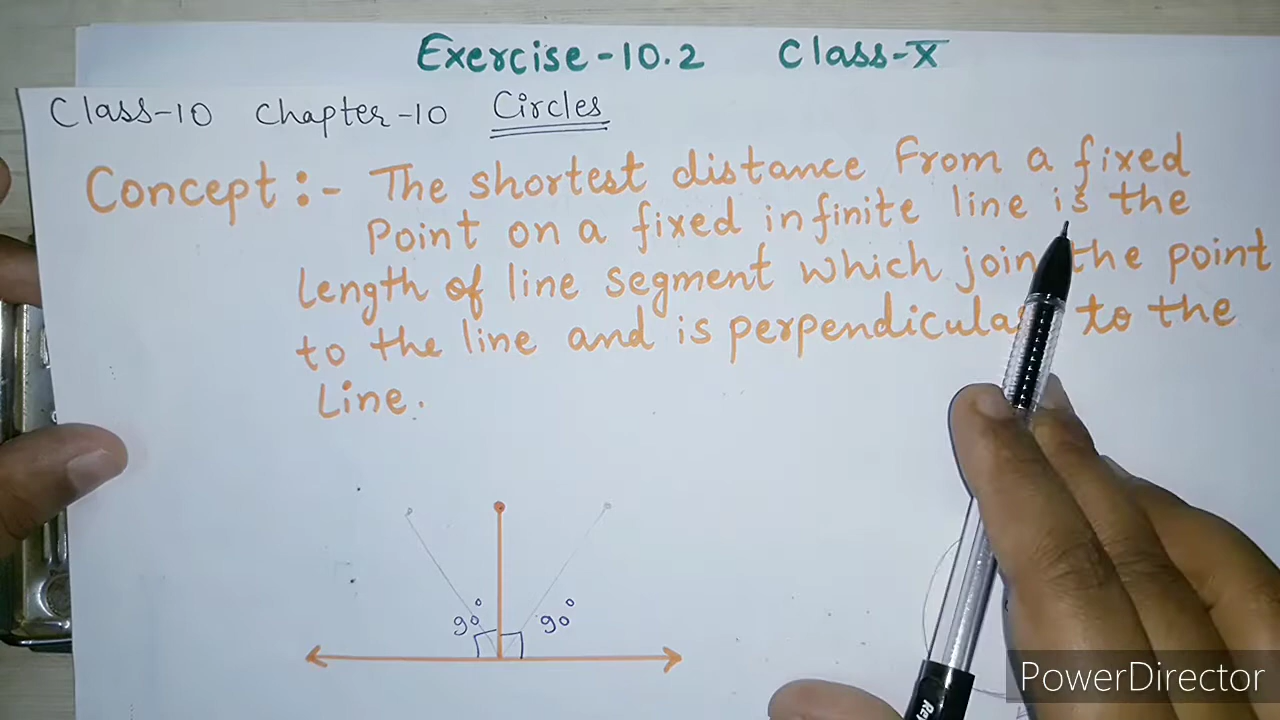 Exercise-10.2 Class-X
Class-10 Chapter-10 Circles
Concept:- The shortest distance From a fixed
Point on a fixed infinite line is the
Length of line segment which join the point
to the line and is perpendicular to the
Line.
90° 90°
PowerDirector